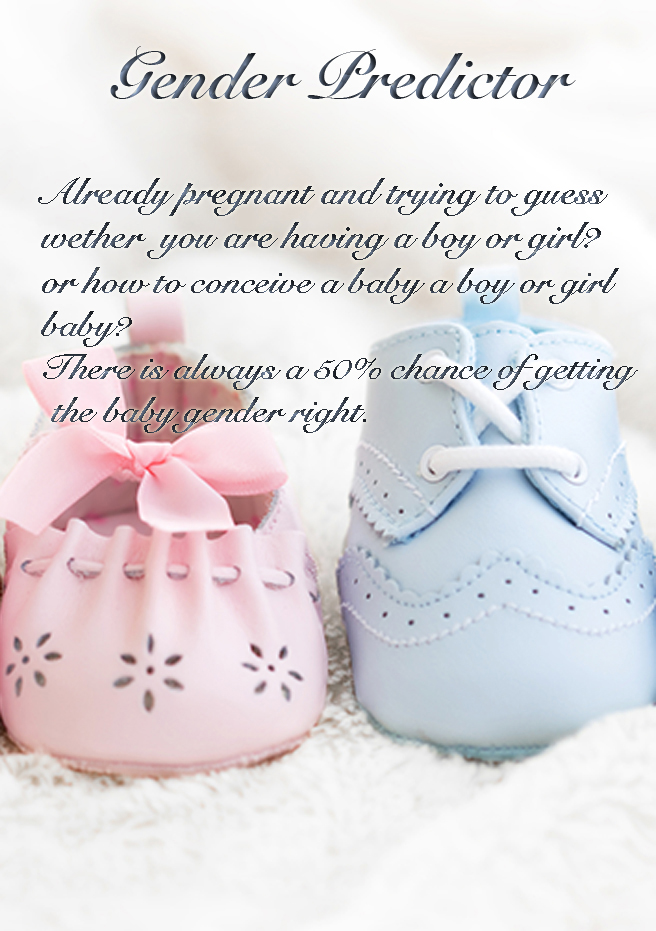 Gender Predictor
Already pregnant and trying to guess
wether you are having a boy or girl?
or how to conceive a baby a boy or girl
baby?
There is always a 50% chance of getting
the baby gender right.